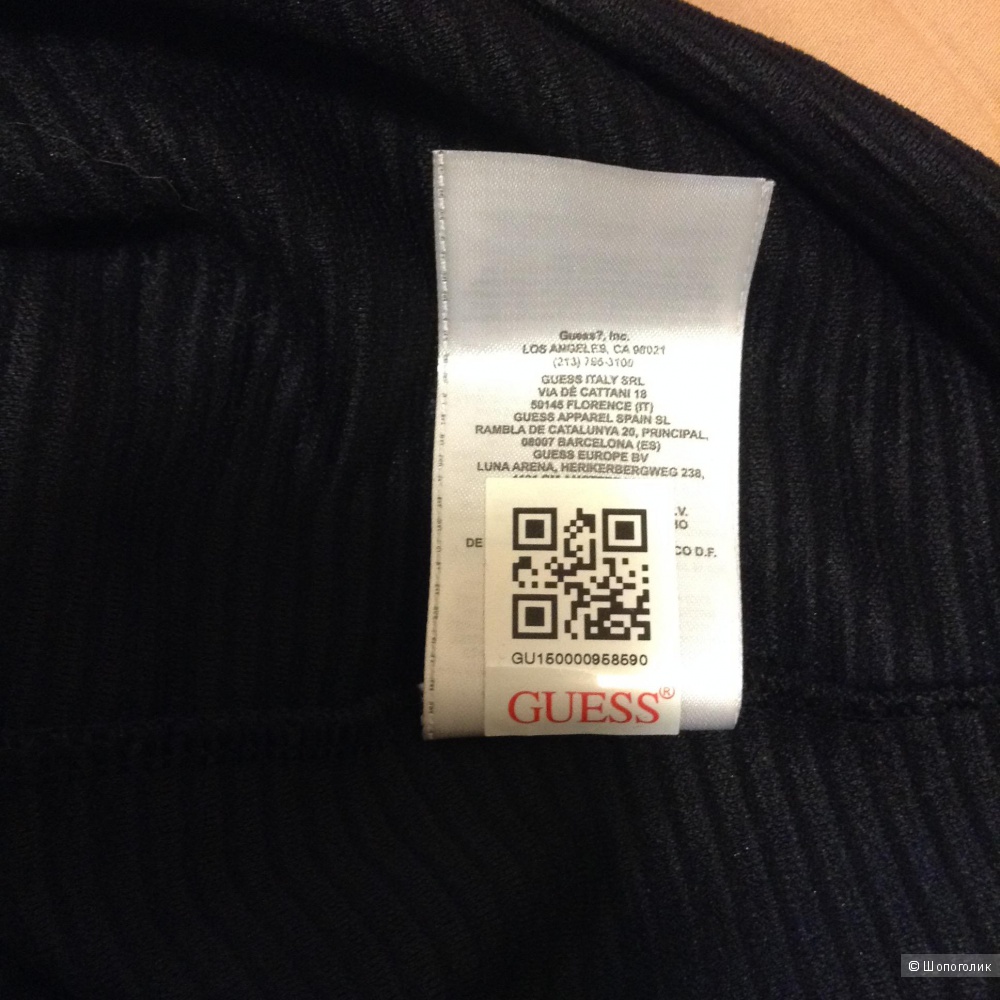 Guess?, Inc.
LOS ANGELES, CA 90021
(213) 765-3100
GUESS ITALY SRL
VIA DÈ CATTANI 18
50145 FLORENCE (IT)
GUESS APPAREL SPAIN SL
RAMBLA DE CATALUNYA 20, PRINCIPAL,
08007 BARCELONA (ES)
GUESS EUROPE BV
LUNA ARENA, HERIKERBERGWEG 238,
.V.
DE
CO D.F.
GU150000958590
GUESS®
© Шопоголик